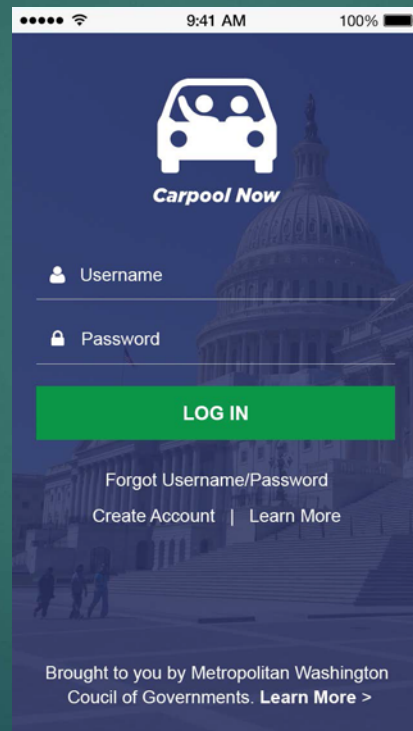 9:41 AM 100%
Carpool Now
Username
Password
LOG IN
Forgot Username/Password
Create Account | Learn More
Brought to you by Metropolitan Washington
Coucil of Governments. Learn More >